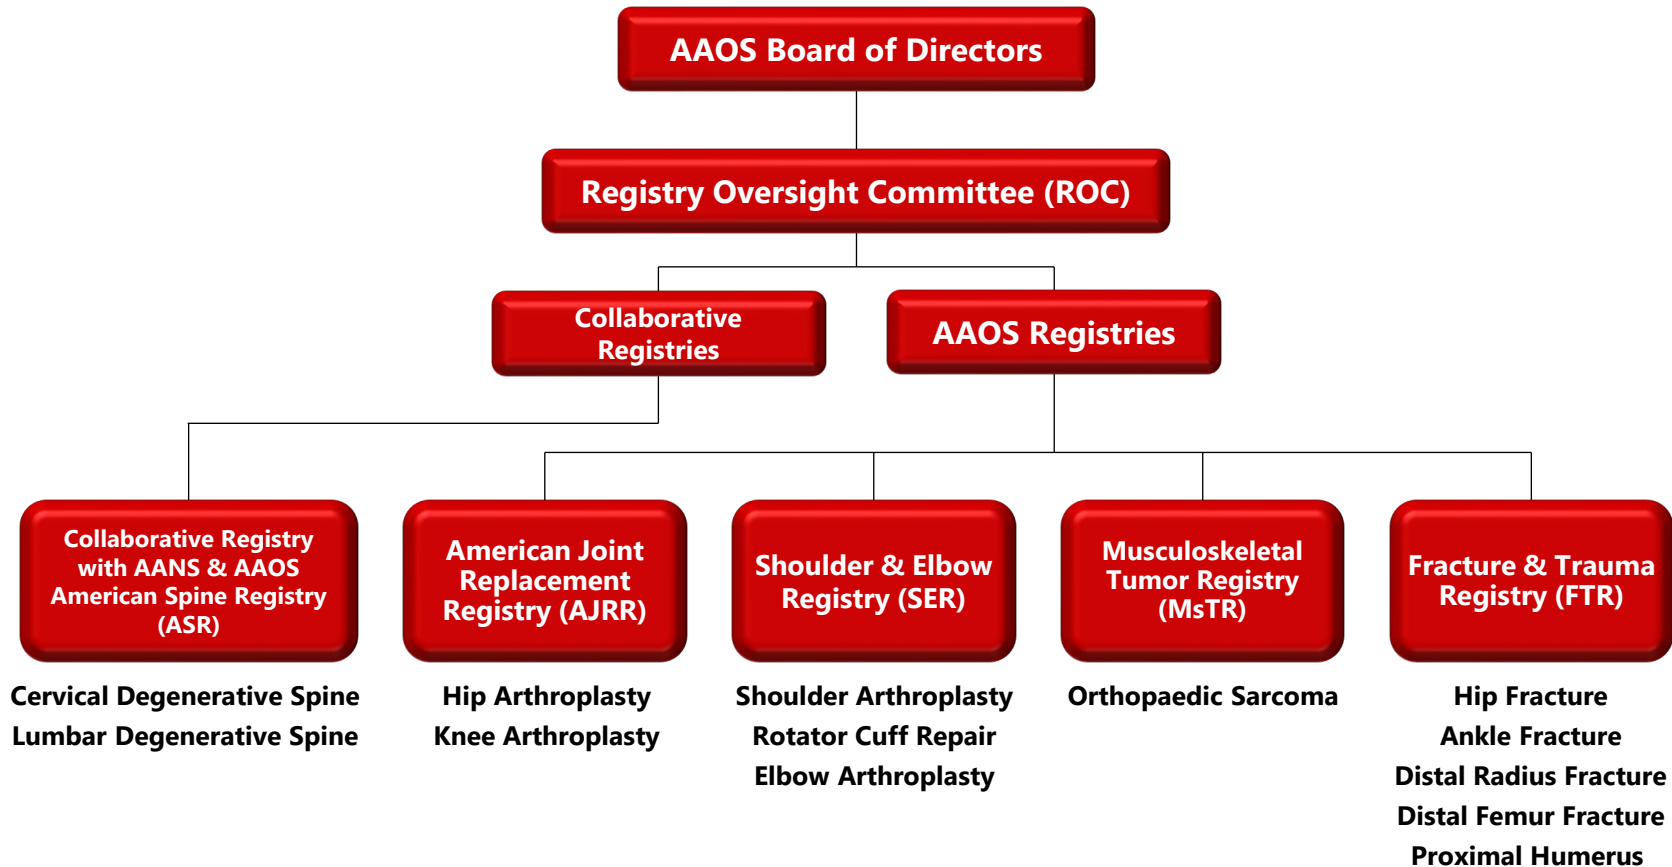 AAOS Board of Directors
Registry Oversight Committee (ROC)
Collaborative
Registries
AAOS Registries
Collaborative Registry
with AANS & AAOS
American Spine Registry
(ASR)
American Joint
Replacement
Registry (AJRR)
Shoulder & Elbow
Registry (SER)
Musculoskeletal
Tumor Registry
(MsTR)
Fracture & Trauma
Registry (FTR)
Cervical Degenerative Spine
Lumbar Degenerative Spine
Hip Arthroplasty
Knee Arthroplasty
Shoulder Arthroplasty
Rotator Cuff Repair
Elbow Arthroplasty
Orthopaedic Sarcoma
Hip Fracture
Ankle Fracture
Distal Radius Fracture
Distal Femur Fracture
Proximal Humerus